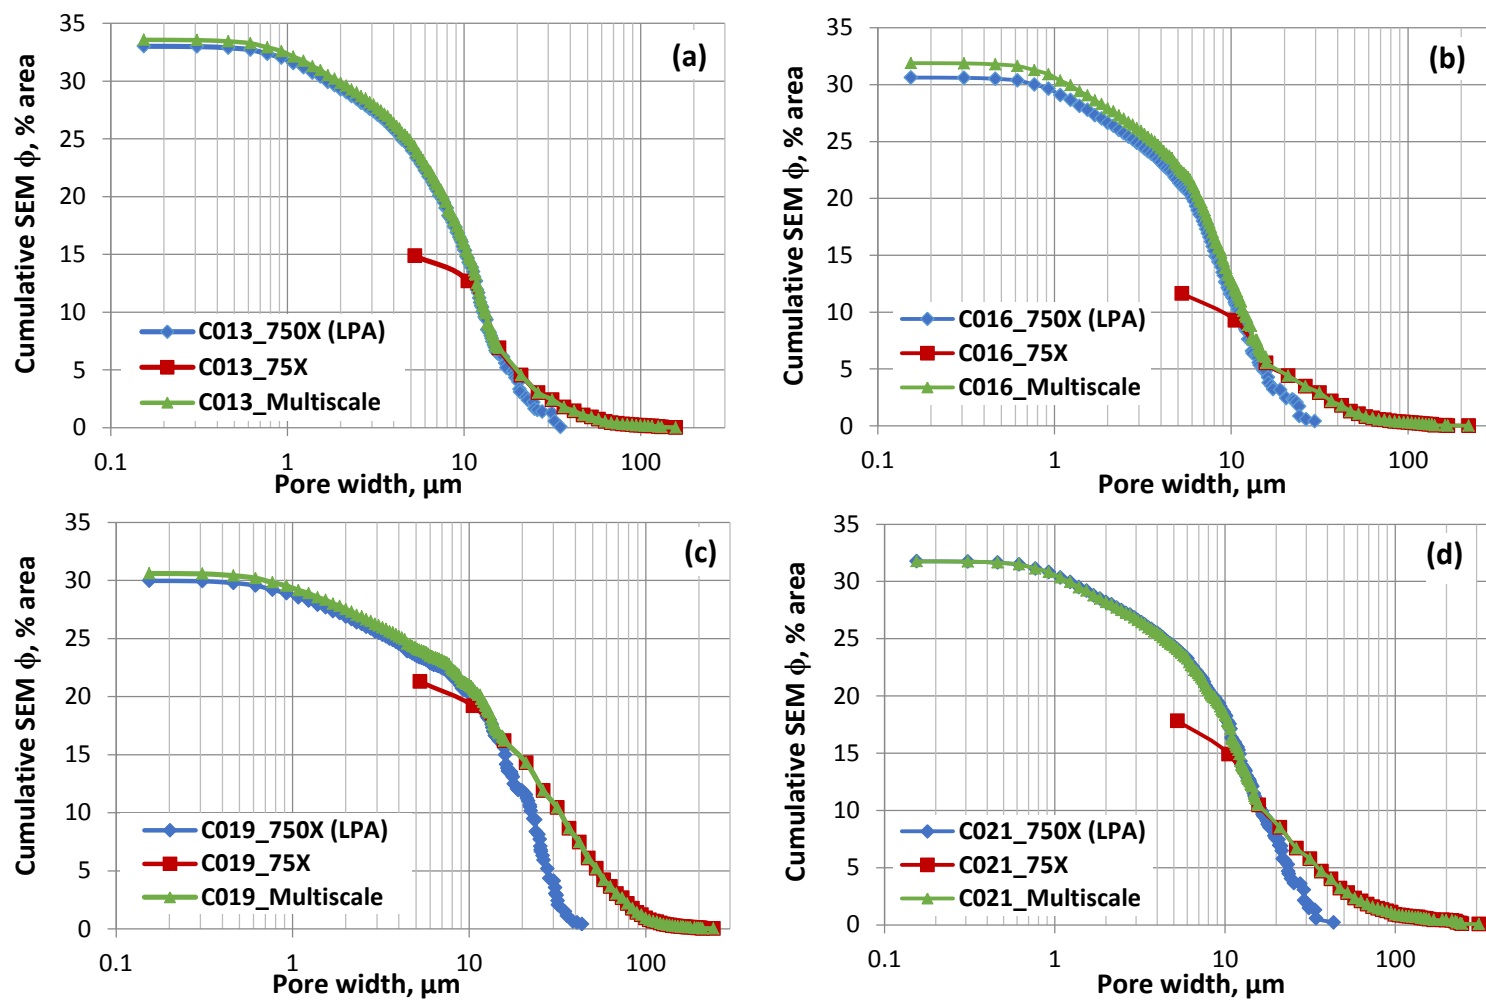 (a)
Cumulative SEM ϕ, % area
35
30
25
20
15
10
5
0
C013_750X (LPA)
C013_75X
C013_Multiscale
0.1 1 10 100
Pore width, µm
(b)
Cumulative SEM ϕ, % area
35
30
25
20
15
10
5
0
C016_750X (LPA)
C016_75X
C016_Multiscale
0.1 1 10 100
Pore width, µm
(c)
Cumulative SEM ϕ, % area
35
30
25
20
15
10
5
0
C019_750X (LPA)
C019_75X
C019_Multiscale
0.1 1 10 100
Pore width, µm
(d)
Cumulative SEM ϕ, % area
35
30
25
20
15
10
5
0
C021_750X (LPA)
C021_75X
C021_Multiscale
0.1 1 10 100
Pore width, µm